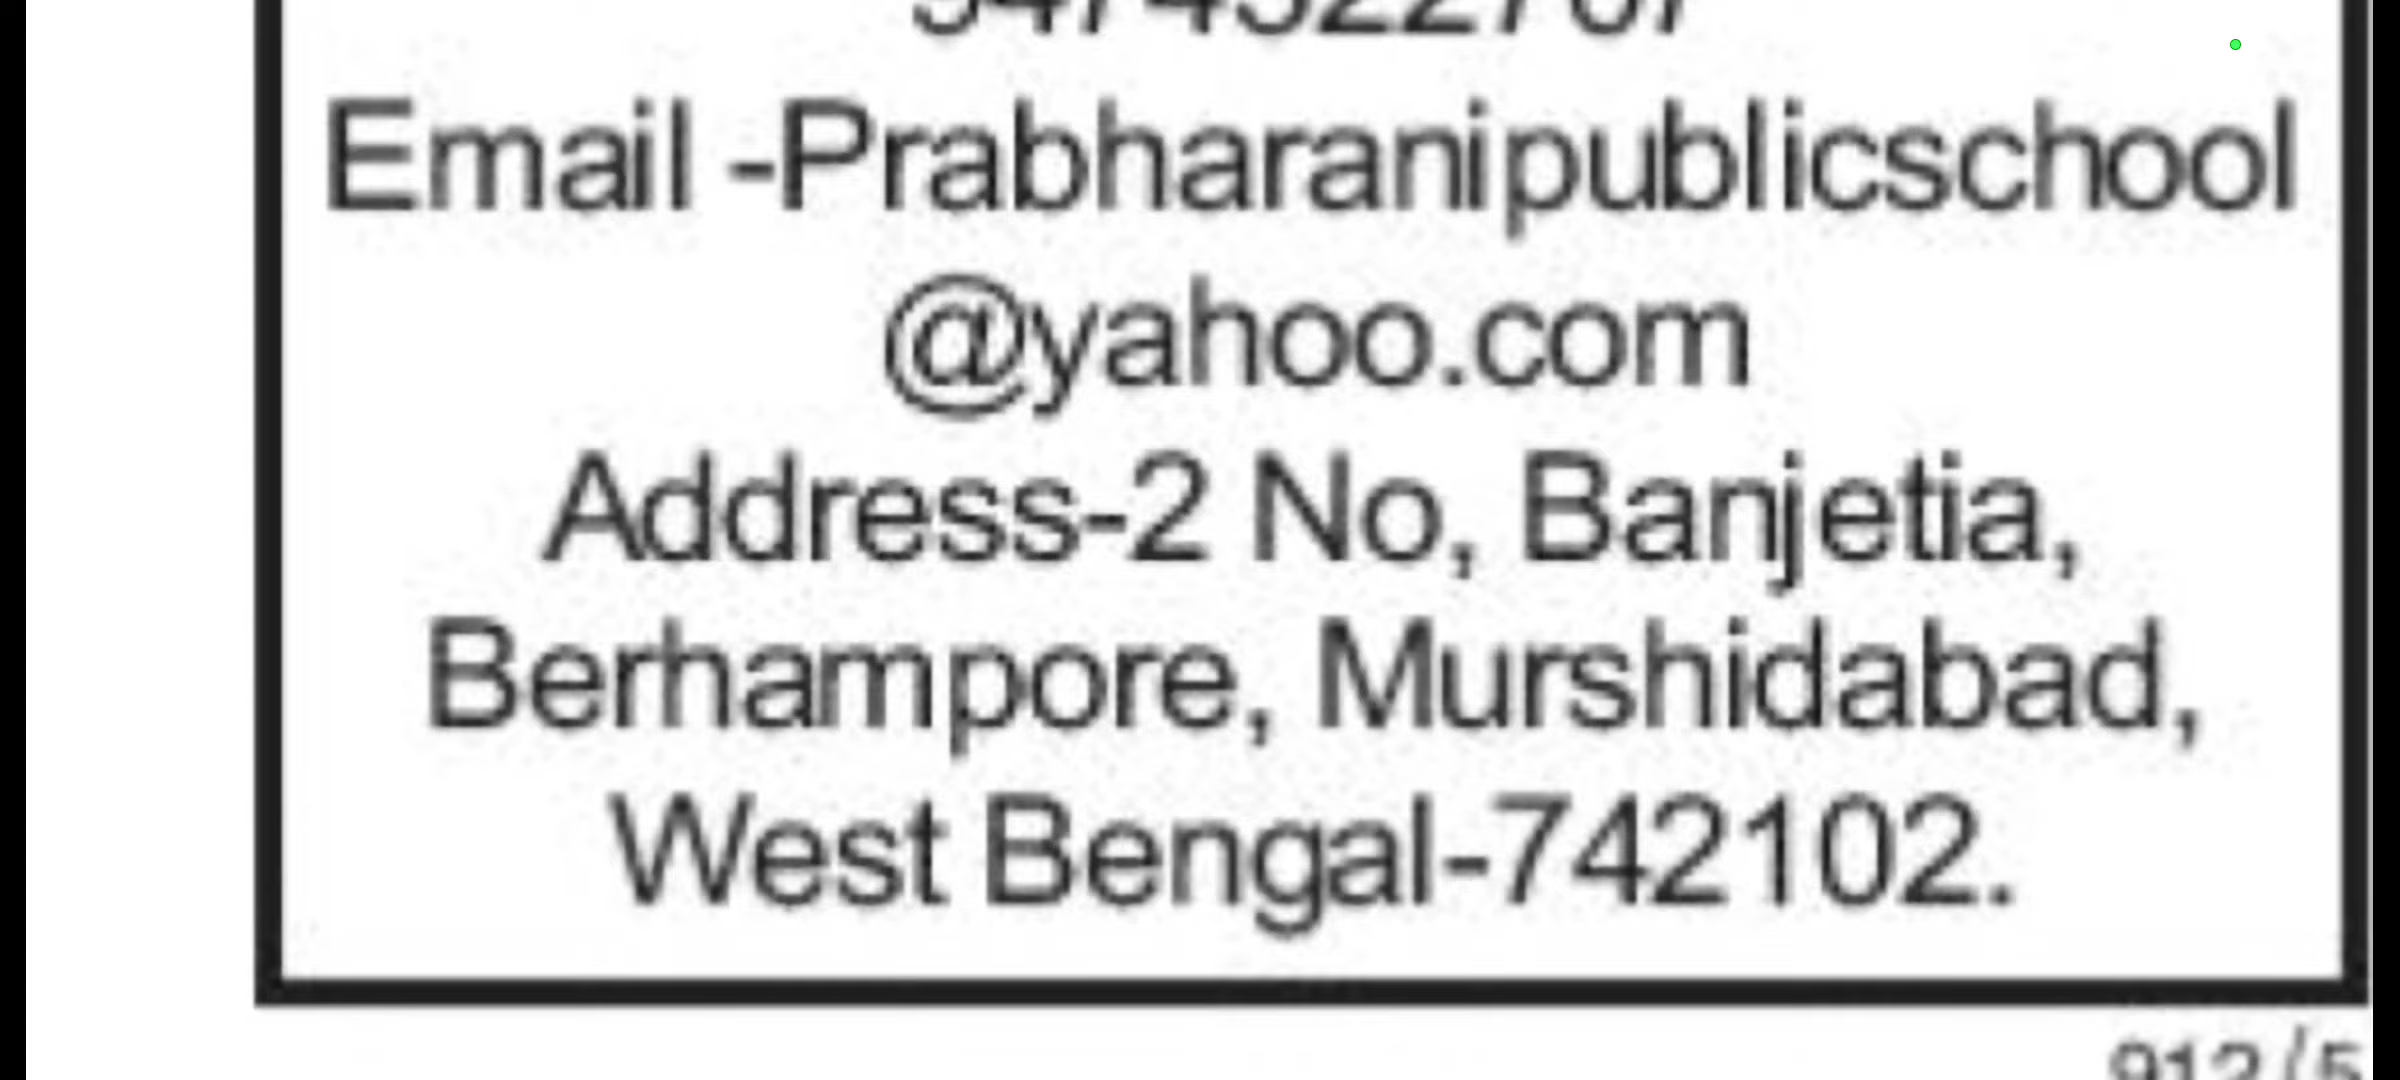 Email -Prabharanipublicschool
@yahoo.com
Address-2 No, Banjetia,
Berhampore, Murshidabad,
West Bengal-742102.